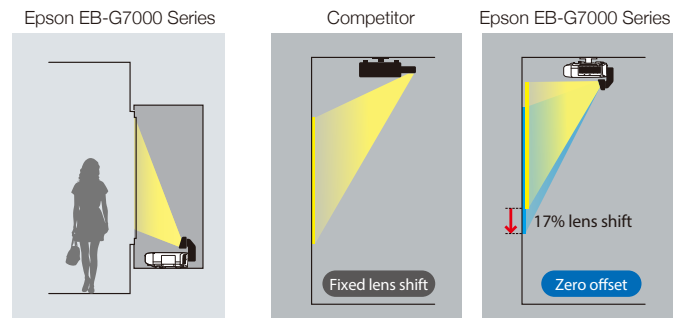 Epson EB-G7000 Series
Competitor
Epson EB-G7000 Series
17% lens shift
Fixed lens shift
Zero offset